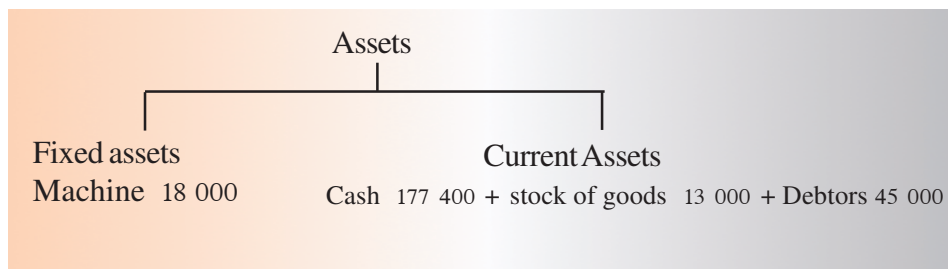 Assets
Fixed assets
Machine 18 000
Current Assets
Cash 177 400 + stock of goods 13 000 + Debtors 45 000